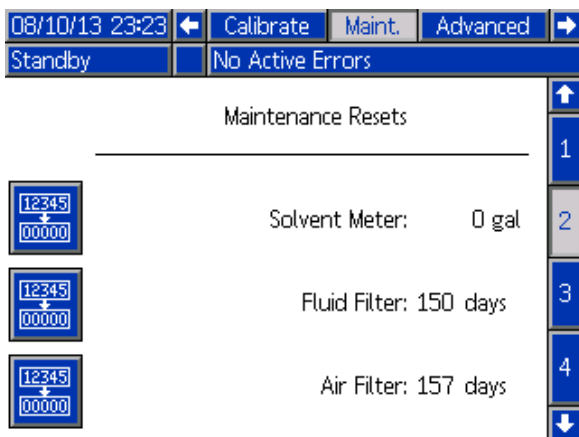 08/10/13 23:23 Calibrate Maint. Advanced
Standby No Active Errors
Maintenance Resets
1
12345
00000
Solvent Meter: 0 gal
2
12345
00000
Fluid Filter: 150 days
3
12345
00000
Air Filter: 157 days
4